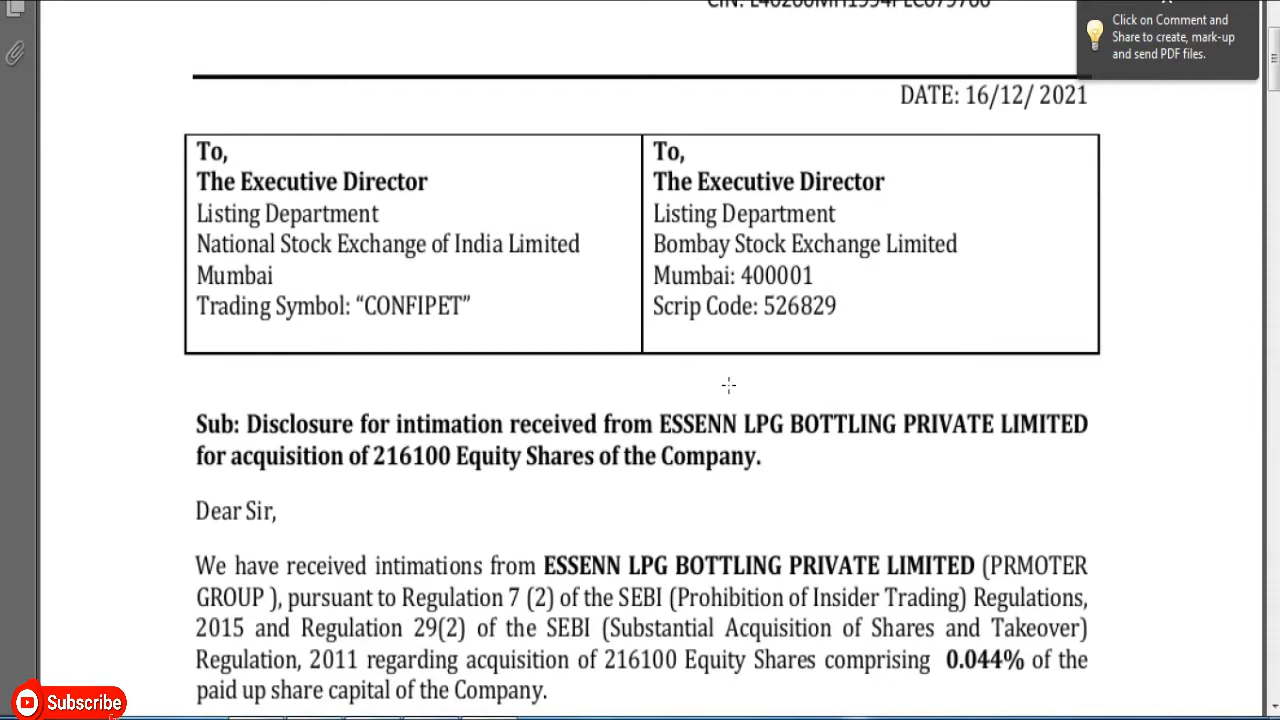 Click on Comment and
Share to create, mark-up
and send PDF files.
DATE: 16/12/ 2021
To,
The Executive Director
Listing Department
National Stock Exchange of India Limited
Mumbai
Trading Symbol: “CONFIPET”
To,
The Executive Director
Listing Department
Bombay Stock Exchange Limited
Mumbai: 400001
Scrip Code: 526829
Sub: Disclosure for intimation received from ESSENN LPG BOTTLING PRIVATE LIMITED
for acquisition of 216100 Equity Shares of the Company.
Dear Sir,
We have received intimations from ESSENN LPG BOTTLING PRIVATE LIMITED (PRMOTER
GROUP ), pursuant to Regulation 7 (2) of the SEBI (Prohibition of Insider Trading) Regulations,
2015 and Regulation 29(2) of the SEBI (Substantial Acquisition of Shares and Takeover)
Regulation, 2011 regarding acquisition of 216100 Equity Shares comprising 0.044% of the
paid up share capital of the Company.
Subscribe